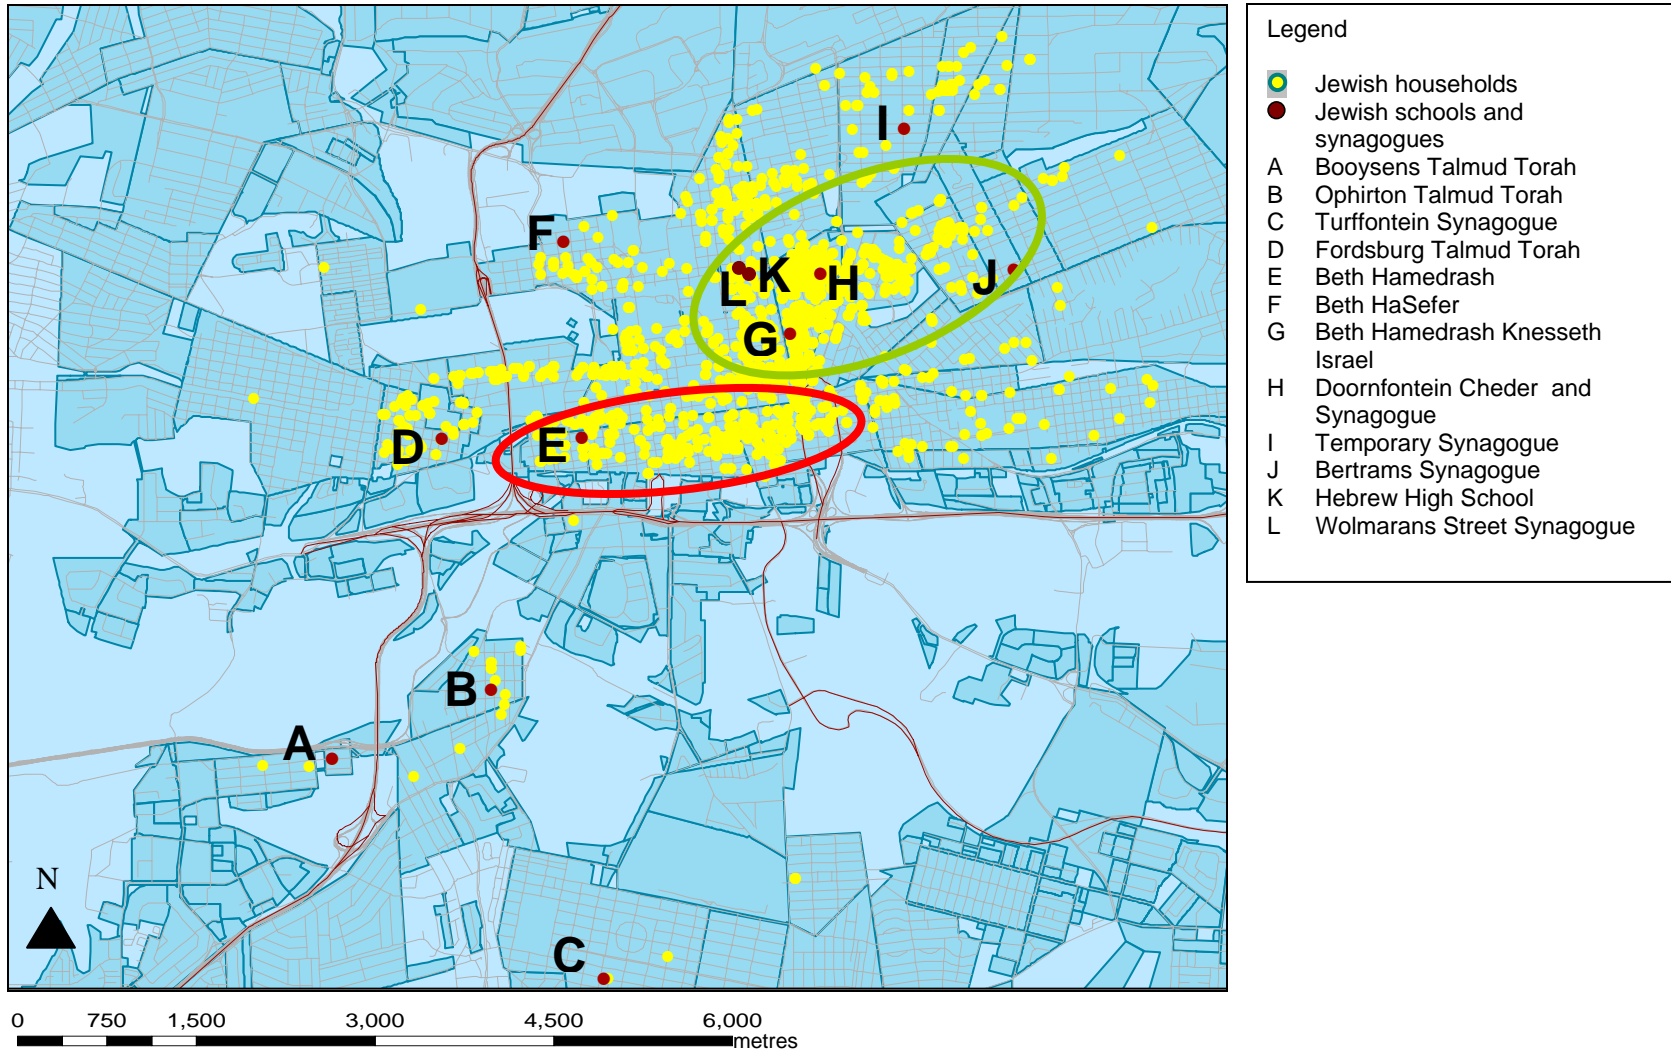 Legend
Jewish households
Jewish schools and
synagogues
A Booysens Talmud Torah
B Ophirton Talmud Torah
C Turffontein Synagogue
D Fordsburg Talmud Torah
E Beth Hamedrash
F Beth HaSefer
G Beth Hamedrash Knesseth
Israel
H Doornfontein Cheder and
Synagogue
I Temporary Synagogue
J Bertrams Synagogue
K Hebrew High School
L Wolmarans Street Synagogue
I
F
L K H J
G
D E
B
A
N
C
0 750 1,500 3,000 4,500 6,000
metres